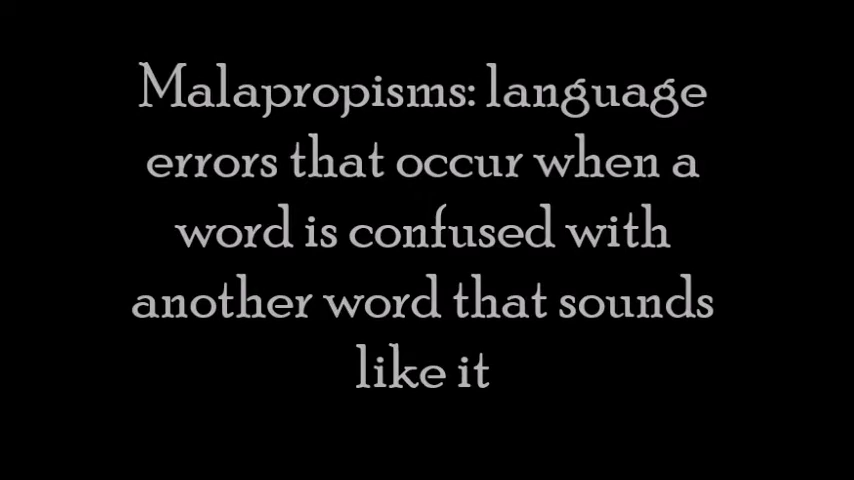 Malapropisms: language
errors that occur when a
word is confused with
another word that sounds
like it